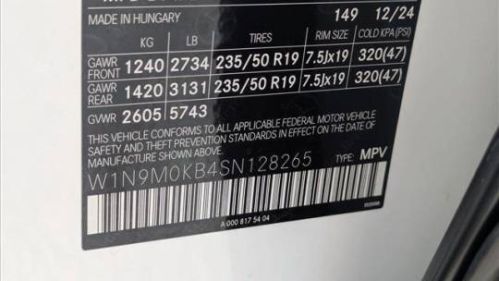 MADE IN HUNGARY 149 12/24
KG LB TIRES RIM SIZE COLD KPA(PSI)
GAWR FRONT 1240 2734 235/50 R19 7.5Jx19 320(47)
GAWR REAR 1420 3131 235/50 R19 7.5Jx19 320(47)
GVWR 2605 5743
THIS VEHICLE CONFORMS TO ALL APPLICABLE FEDERAL MOTOR VEHICLE
SAFETY AND THEFT PREVENTION STANDARDS IN EFFECT ON THE
DATE OF MANUFACTURE SHOWN ABOVE.
W1N9M0KB4SN128265 TYPE: MPV
A 000 817 54 04